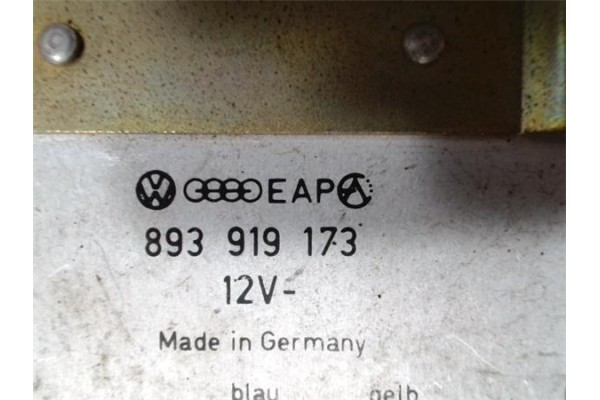 EAP
893 919 173
12V-
Made in Germany
blau gelb